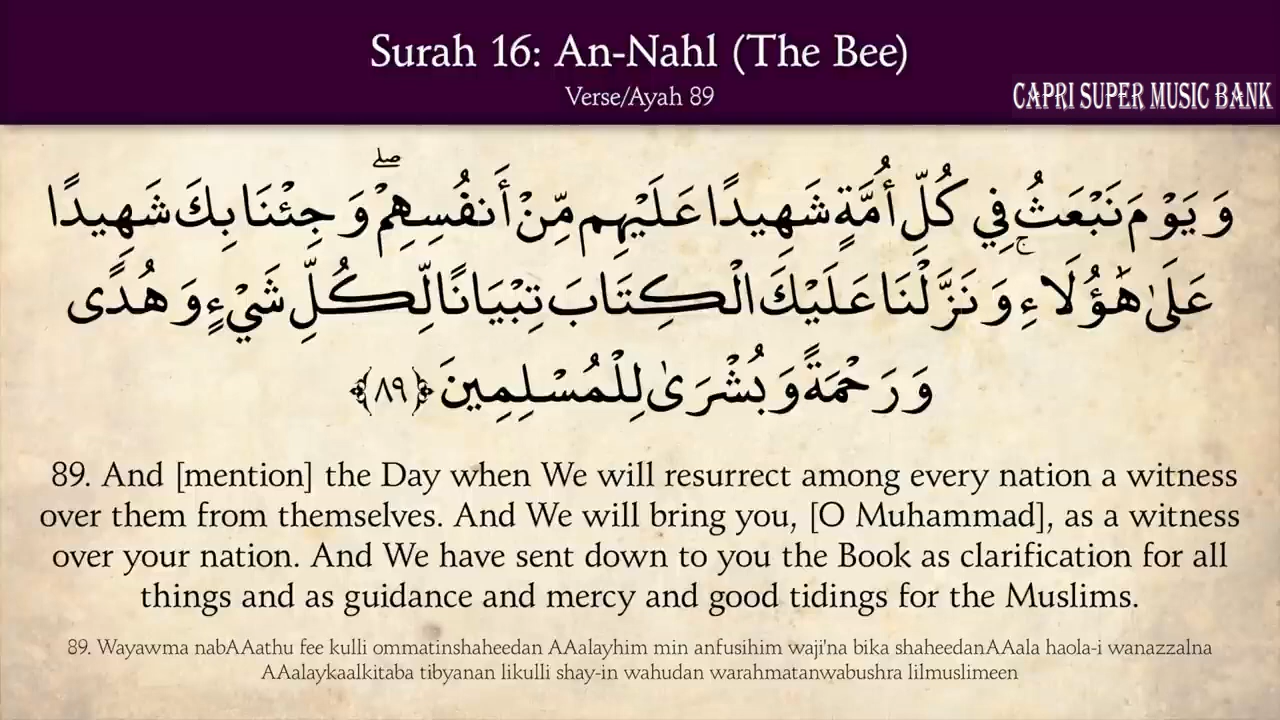 Surah 16: An-Nahl (The Bee)
Verse/Ayah 89
CAPRI SUPER MUSIC BANK
وَيَوْمَ نَبْعَثُ فِي كُلِّ أُمَّةٍ شَهِيدًا عَلَيْهِم مِّنْ أَنفُسِهِمْ ۖ وَجِئْنَا بِكَ شَهِيدًا
عَلَىٰ هَٰؤُلَاءِ ۚ وَنَزَّلْنَا عَلَيْكَ الْكِتَابَ تِبْيَانًا لِّكُلِّ شَيْءٍ وَهُدًى
وَرَحْمَةً وَبُشْرَىٰ لِلْمُسْلِمِينَ ﴿٨٩﴾
89. And [mention] the Day when We will resurrect among every nation a witness
over them from themselves. And We will bring you, [O Muhammad], as a witness
over your nation. And We have sent down to you the Book as clarification for all
things and as guidance and mercy and good tidings for the Muslims.
89. Wayawma nabAAathu fee kulli ommatinshaheedan AAalayhim min anfusihim waji'na bika shaheedanAAala haola-i wanazzalna
AAalaykaalkitaba tibyanan likulli shay-in wahudan warahmatanwabushra lilmuslimeen